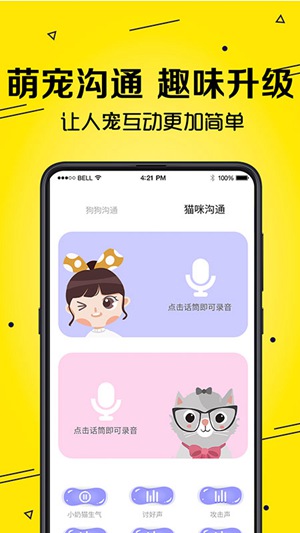 萌宠沟通 趣味升级
让人宠互动更加简单
BELL 4:21 PM 100%
狗狗沟通 猫咪沟通
点击话筒即可录音
点击话筒即可录音
小奶猫生气 讨好声 攻击声